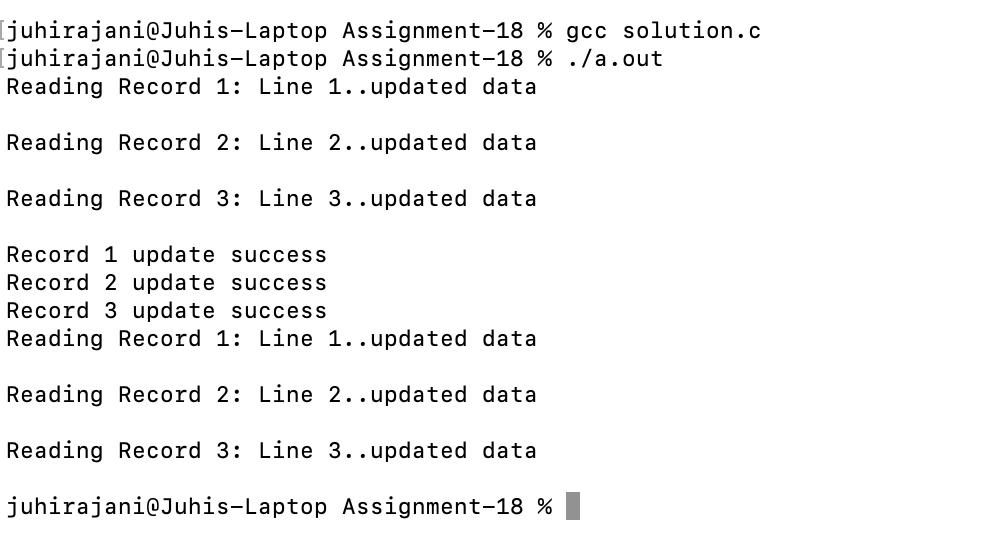 [juhirajani@Juhis-Laptop Assignment-18 % gcc solution.c
[juhirajani@Juhis-Laptop Assignment-18 % ./a.out
Reading Record 1: Line 1..updated data
Reading Record 2: Line 2..updated data
Reading Record 3: Line 3..updated data
Record 1 update success
Record 2 update success
Record 3 update success
Reading Record 1: Line 1..updated data
Reading Record 2: Line 2..updated data
Reading Record 3: Line 3..updated data
juhirajani@Juhis-Laptop Assignment-18 %